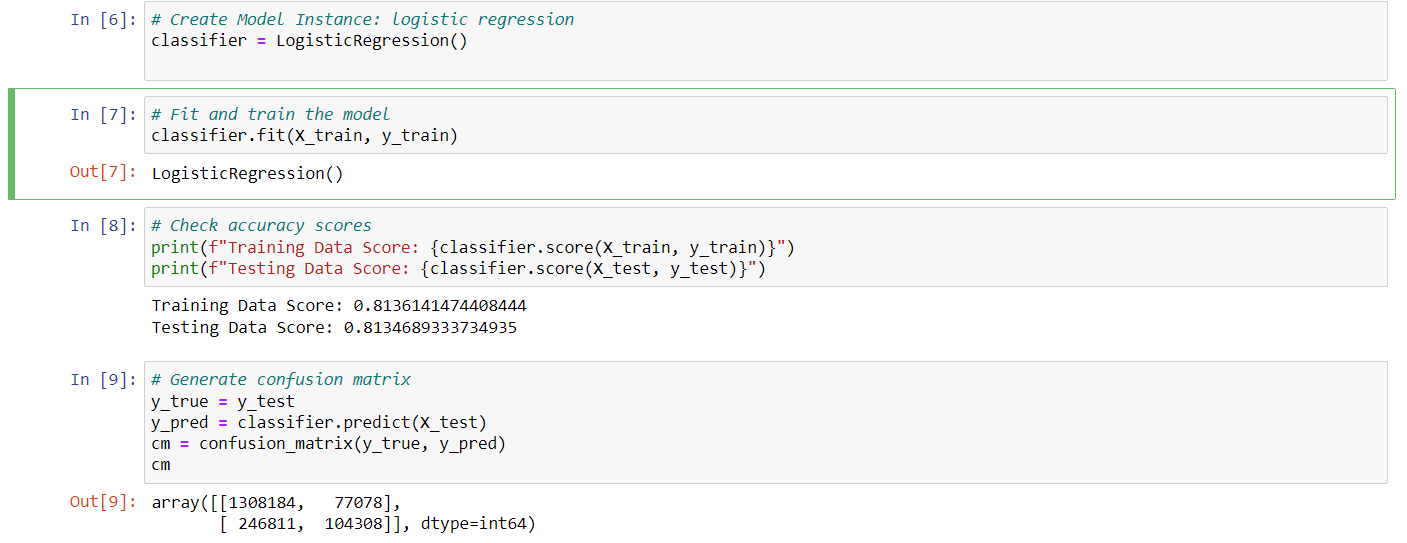 In [6]: # Create Model Instance: logistic regression
classifier = LogisticRegression()
In [7]: # Fit and train the model
classifier.fit(X_train, y_train)
Out[7]: LogisticRegression()
In [8]: # Check accuracy scores
print(f"Training Data Score: {classifier.score(X_train, y_train)}")
print(f"Testing Data Score: {classifier.score(X_test, y_test)}")
Training Data Score: 0.8136141474408444
Testing Data Score: 0.8134689333734935
In [9]: # Generate confusion matrix
y_true = y_test
y_pred = classifier.predict(X_test)
cm = confusion_matrix(y_true, y_pred)
cm
Out[9]: array([[1308184,   77078],
       [ 246811,  104308]], dtype=int64)